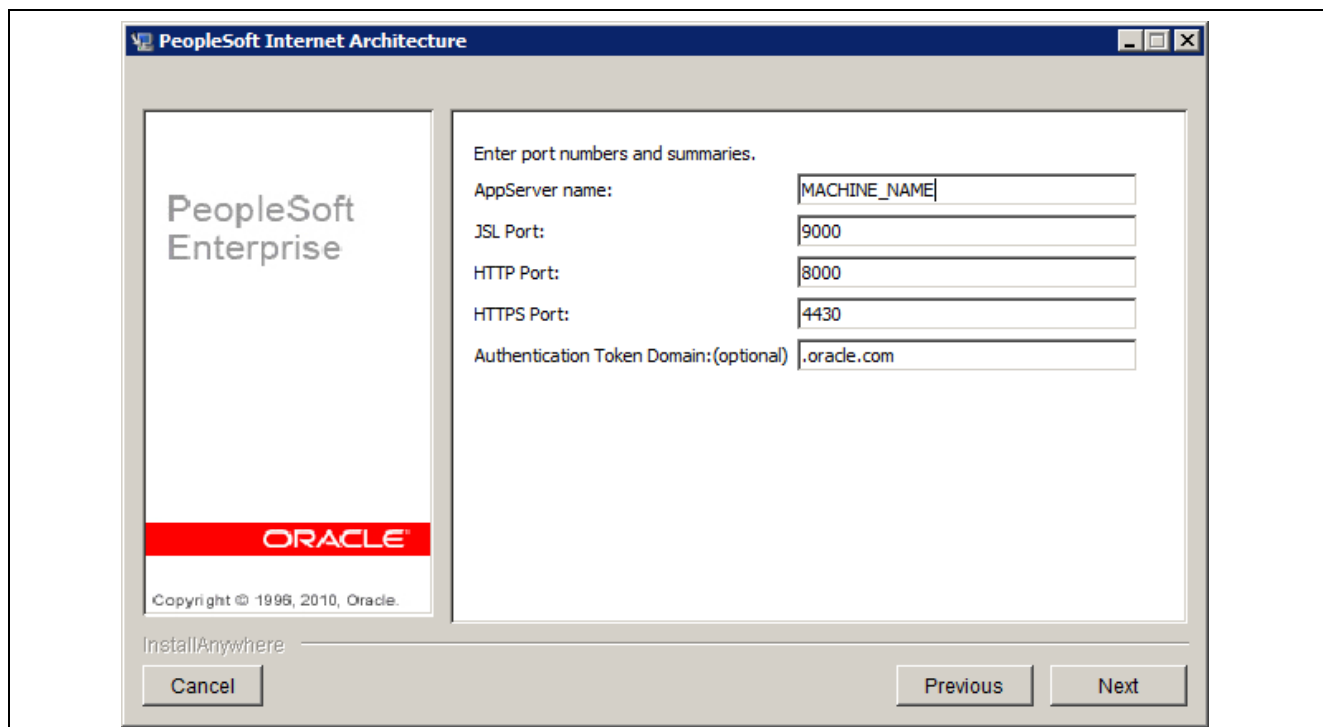 PeopleSoft Internet Architecture
PeopleSoft
Enterprise
ORACLE
Copyright © 1996, 2010, Oracle.
Enter port numbers and summaries.
AppServer name: MACHINE_NAME
JSL Port: 9000
HTTP Port: 8000
HTTPS Port: 4430
Authentication Token Domain:(optional) .oracle.com
InstallAnywhere
Cancel Previous Next